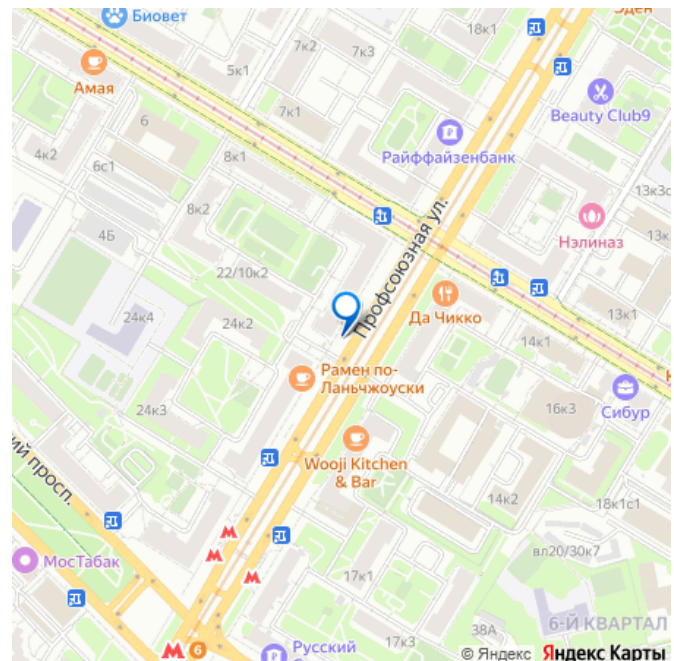 Биовет
18к1
Эден
7к2
7к3
Амая
5к1
Beauty Club9
7к1
6
Райффайзенбанк
4к2
6с1
8к1
13к3с
8к2
Нэлиназ
4Б
13к
Профсоюзная ул.
22/10к2
24к4
24к2
Да Чикко
13к1
14к1
Рамен по-
Ланьчжоуски
Сибур
24к3
16к3
ий просп.
Wooji Kitchen
& Bar
14к2
18к1с1
МосТабак
вл20/30к7
17к1
38А
6-Й КВАРТАЛ
6
Русский
17к3
© Яндекс Яндекс Карты